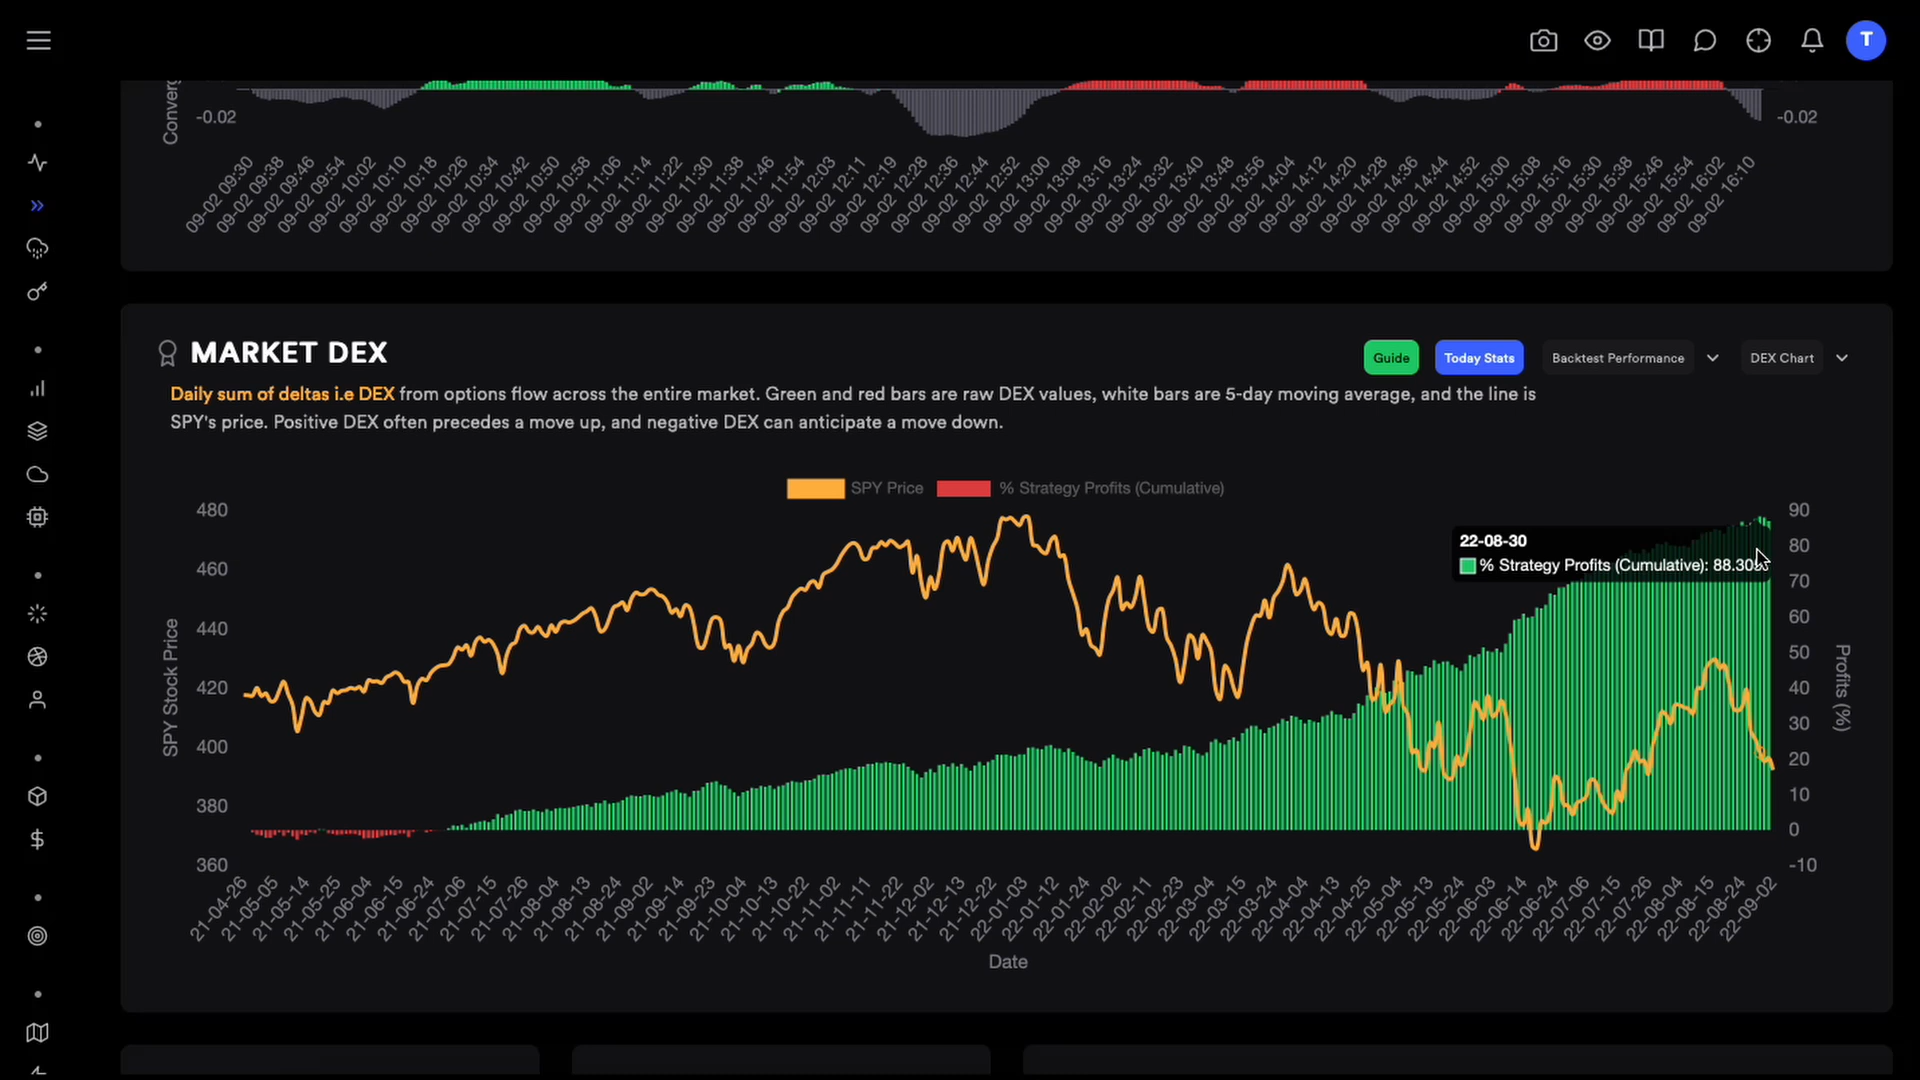 T
Converg
-0.02
-0.02
09-02 09:30 09-02 09:38 09-02 09:46 09-02 09:54 09-02 10:02 09-02 10:10 09-02 10:18 09-02 10:26 09-02 10:34 09-02 10:42 09-02 10:50 09-02 10:58 09-02 11:06 09-02 11:14 09-02 11:22 09-02 11:30 09-02 11:38 09-02 11:46 09-02 11:54 09-02 12:03 09-02 12:11 09-02 12:19 09-02 12:28 09-02 12:36 09-02 12:44 09-02 12:52 09-02 13:00 09-02 13:08 09-02 13:16 09-02 13:24 09-02 13:32 09-02 13:40 09-02 13:48 09-02 13:56 09-02 14:04 09-02 14:12 09-02 14:20 09-02 14:28 09-02 14:36 09-02 14:44 09-02 14:52 09-02 15:00 09-02 15:08 09-02 15:16 09-02 15:30 09-02 15:38 09-02 15:46 09-02 15:54 09-02 16:02 09-02 16:10
MARKET DEX
Guide
Today Stats
Backtest Performance
DEX Chart
Daily sum of deltas i.e DEX from options flow across the entire market. Green and red bars are raw DEX values, white bars are 5-day moving average, and the line is
SPY's price. Positive DEX often precedes a move up, and negative DEX can anticipate a move down.
SPY Price
% Strategy Profits (Cumulative)
SPY Stock Price
480
460
440
420
400
380
360
22-08-30
% Strategy Profits (Cumulative): 88.30
90
80
70
60
50
40
30
20
10
0
-10
Profits (%)
21-04-26 21-05-05 21-05-14 21-05-25 21-06-04 21-06-15 21-06-24 21-07-06 21-07-15 21-07-26 21-08-04 21-08-13 21-08-24 21-09-02 21-09-14 21-09-23 21-10-04 21-10-13 21-10-22 21-11-02 21-11-11 21-11-22 21-12-02 21-12-13 21-12-22 22-01-03 22-01-12 22-01-24 22-02-02 22-02-11 22-02-23 22-03-04 22-03-15 22-03-24 22-04-04 22-04-13 22-04-25 22-05-04 22-05-13 22-05-24 22-06-03 22-06-14 22-06-24 22-07-06 22-07-15 22-07-26 22-08-04 22-08-15 22-08-24 22-09-02
Date